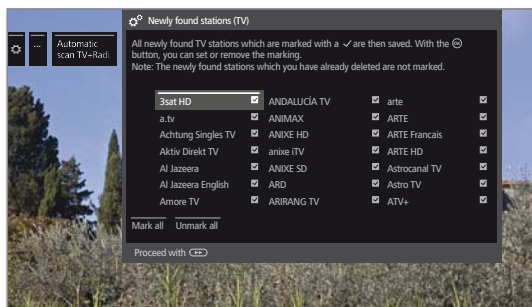 Newly found stations (TV)
...
Automatic
scan TV+Radi
All newly found TV stations which are marked with a ✓ are then saved. With the OK
button, you can set or remove the marking.
Note: The newly found stations which you have already deleted are not marked.
3sat HD ANDALUCÍA TV arte
a.tv ANIMAX ARTE
Achtung Singles TV ANIXE HD ARTE Francais
Aktiv Direkt TV anixe iTV ARTE HD
Al Jazeera ANIXE SD Astrocanal TV
Al Jazeera English ARD Astro TV
Amore TV ARIRANG TV ATV+
Mark all Unmark all
Proceed with